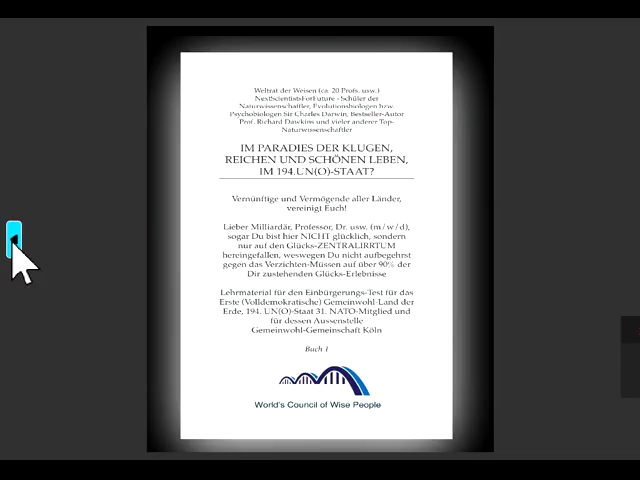 Weltrat der Weisen (ca. 20 Profs. usw.)
NextScientistsForFuture - Schüler der
Naturwissenschaftler, Evolutionsbiologen bzw.
Psychobiologen Sir Charles Darwin, Bestseller-Autor
Prof. Richard Dawkins und vieler anderer Top-
Naturwissenschaftler
IM PARADIES DER KLUGEN,
REICHEN UND SCHÖNEN LEBEN,
IM 194.UN(O)-STAAT?
Vernünftige und Vermögende aller Länder,
vereinigt Euch!
Lieber Milliardär, Professor, Dr. usw. (m/w/d),
sogar Du bist hier NICHT glücklich, sondern
nur auf den Glücks-ZENTRALIRRTUM
hereingefallen, weswegen Du nicht aufbegehrst
gegen das Verzichten-Müssen auf über 90% der
Dir zustehenden Glücks-Erlebnisse
Lehrmaterial für den Einbürgerungs-Test für das
Erste (Volldemokratische) Gemeinwohl-Land der
Erde, 194. UN(O)-Staat 31. NATO-Mitglied und
für dessen Aussenstelle
Gemeinwohl-Gemeinschaft Köln
Buch 1
World's Council of Wise People